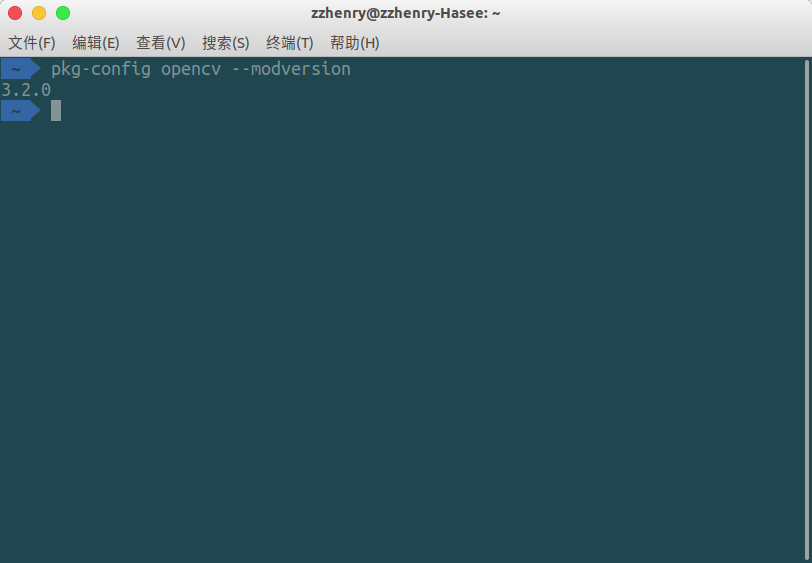 zzhenry@zzhenry-Hasee: ~
文件(F) 编辑(E) 查看(V) 搜索(S) 终端(T) 帮助(H)
~ pkg-config opencv --modversion
3.2.0
~